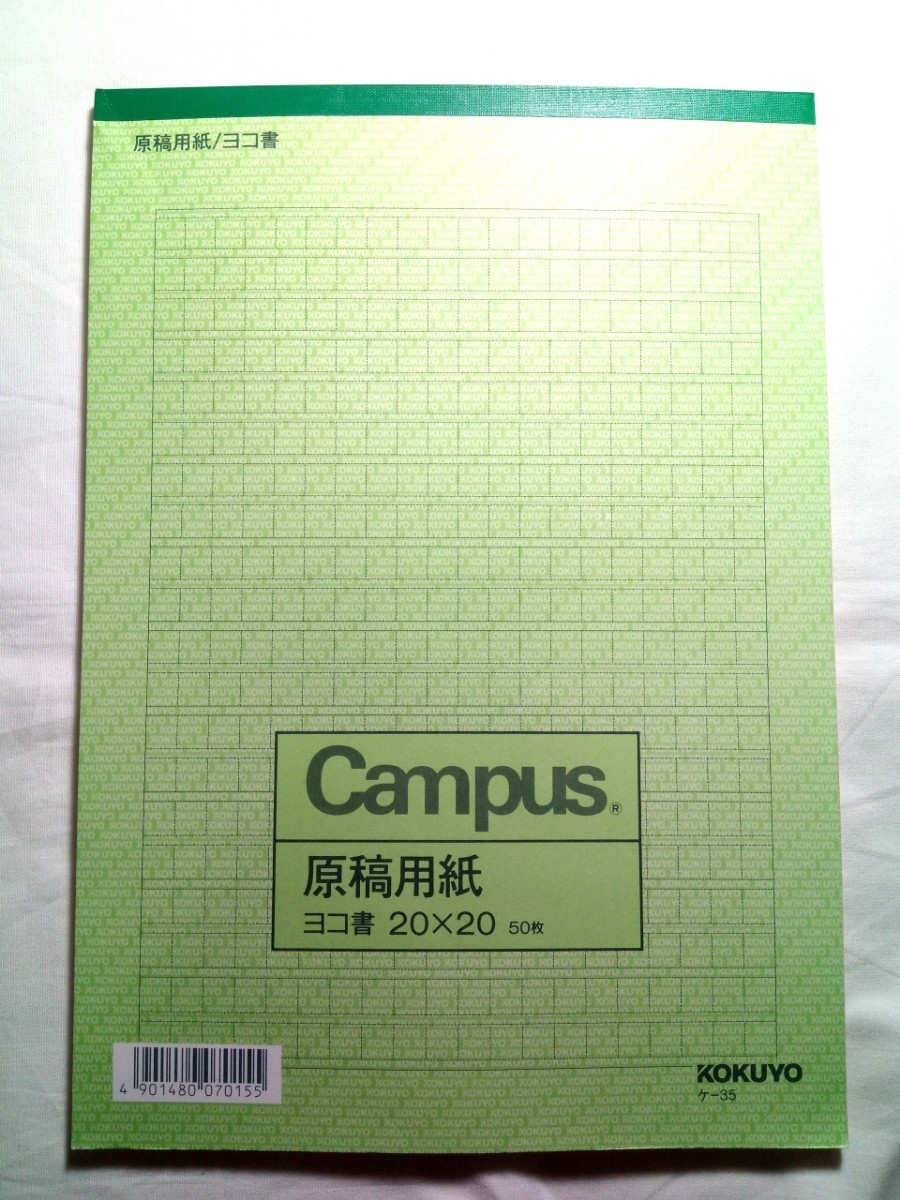 原稿用紙/ヨコ書
Campus®
原稿用紙
ヨコ書 20×20 50枚
4 901480 070155
KOKUYO
ケ-35